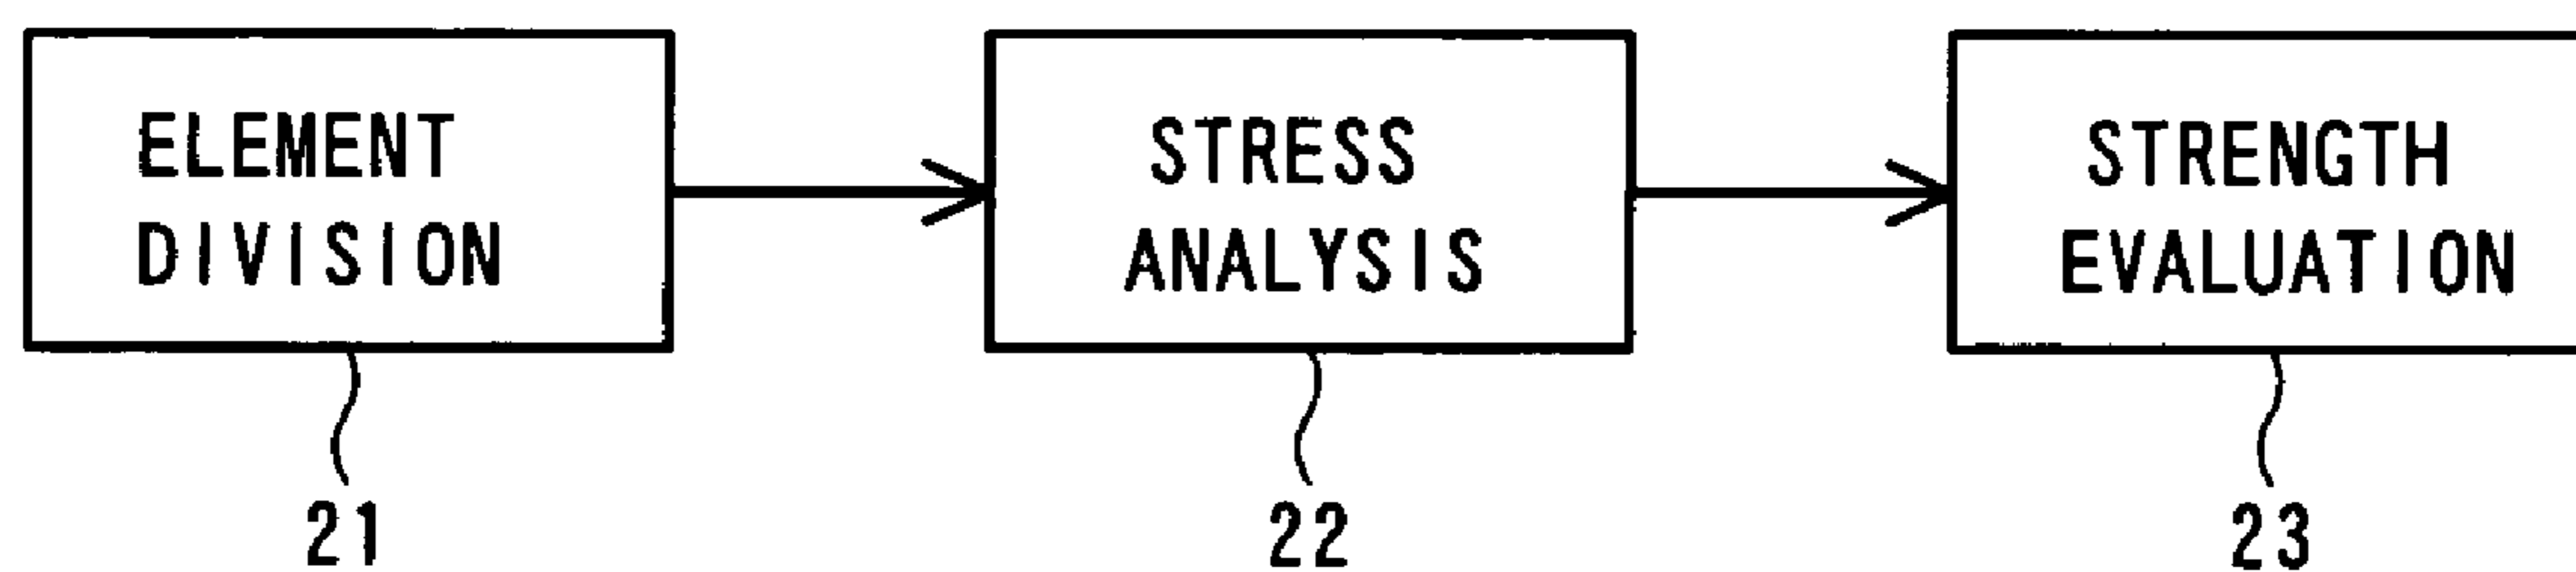 ELEMENT
DIVISION
STRESS
ANALYSIS
STRENGTH
EVALUATION
21
22
23